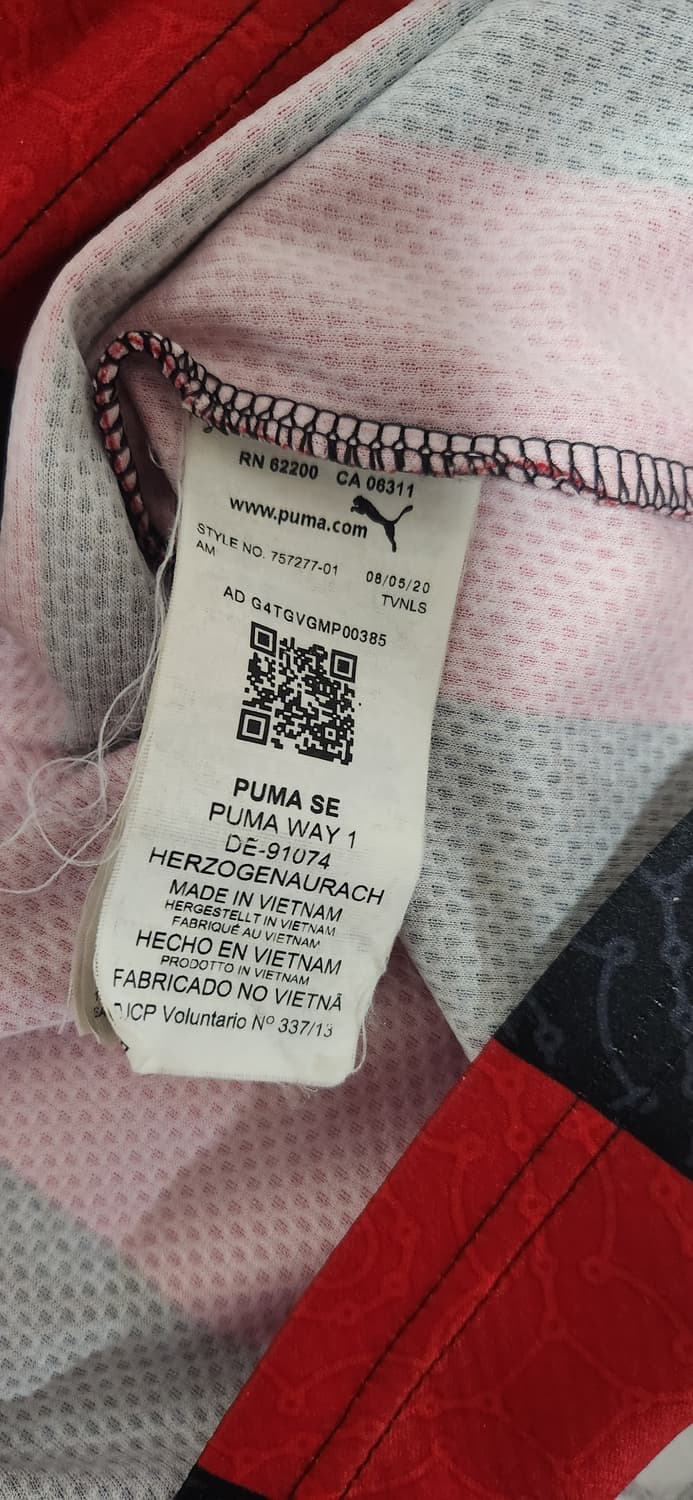 RN 62200 CA 06311
www.puma.com
STYLE NO. 757277-01 08/05/20
AM TVNLS
AD G4TGVGMP00385
PUMA SE
PUMA WAY 1
DE-91074
HERZOGENAURACH
MADE IN VIETNAM
HERGESTELLT IN VIETNAM
FABRIQUÉ AU VIETNAM
HECHO EN VIETNAM
PRODOTTO IN VIETNAM
FABRICADO NO VIETNÃ
DJCP Voluntario Nº 337/13